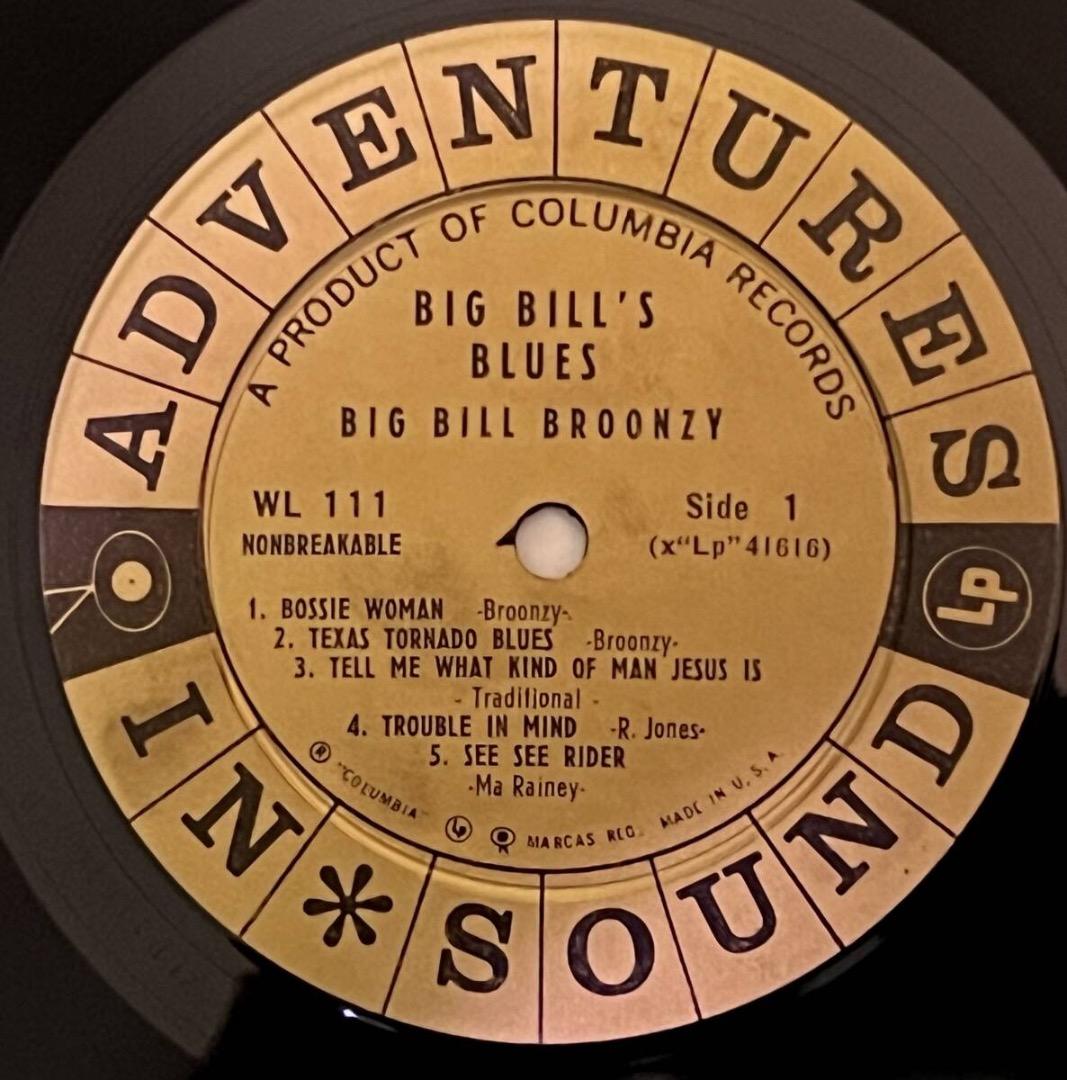 ADVENTURES
IN * SOUND
Lp
A PRODUCT OF COLUMBIA RECORDS
BIG BILL'S
BLUES
BIG BILL BROONZY
WL 111
NONBREAKABLE
Side 1
(x"Lp"41616)
1. BOSSIE WOMAN -Broonzy-
2. TEXAS TORNADO BLUES -Broonzy-
3. TELL ME WHAT KIND OF MAN JESUS IS
- Traditional -
4. TROUBLE IN MIND -R. Jones-
5. SEE SEE RIDER
-Ma Rainey-
® "COLUMBIA" Lp MARCAS REG. MADE IN U. S. A.